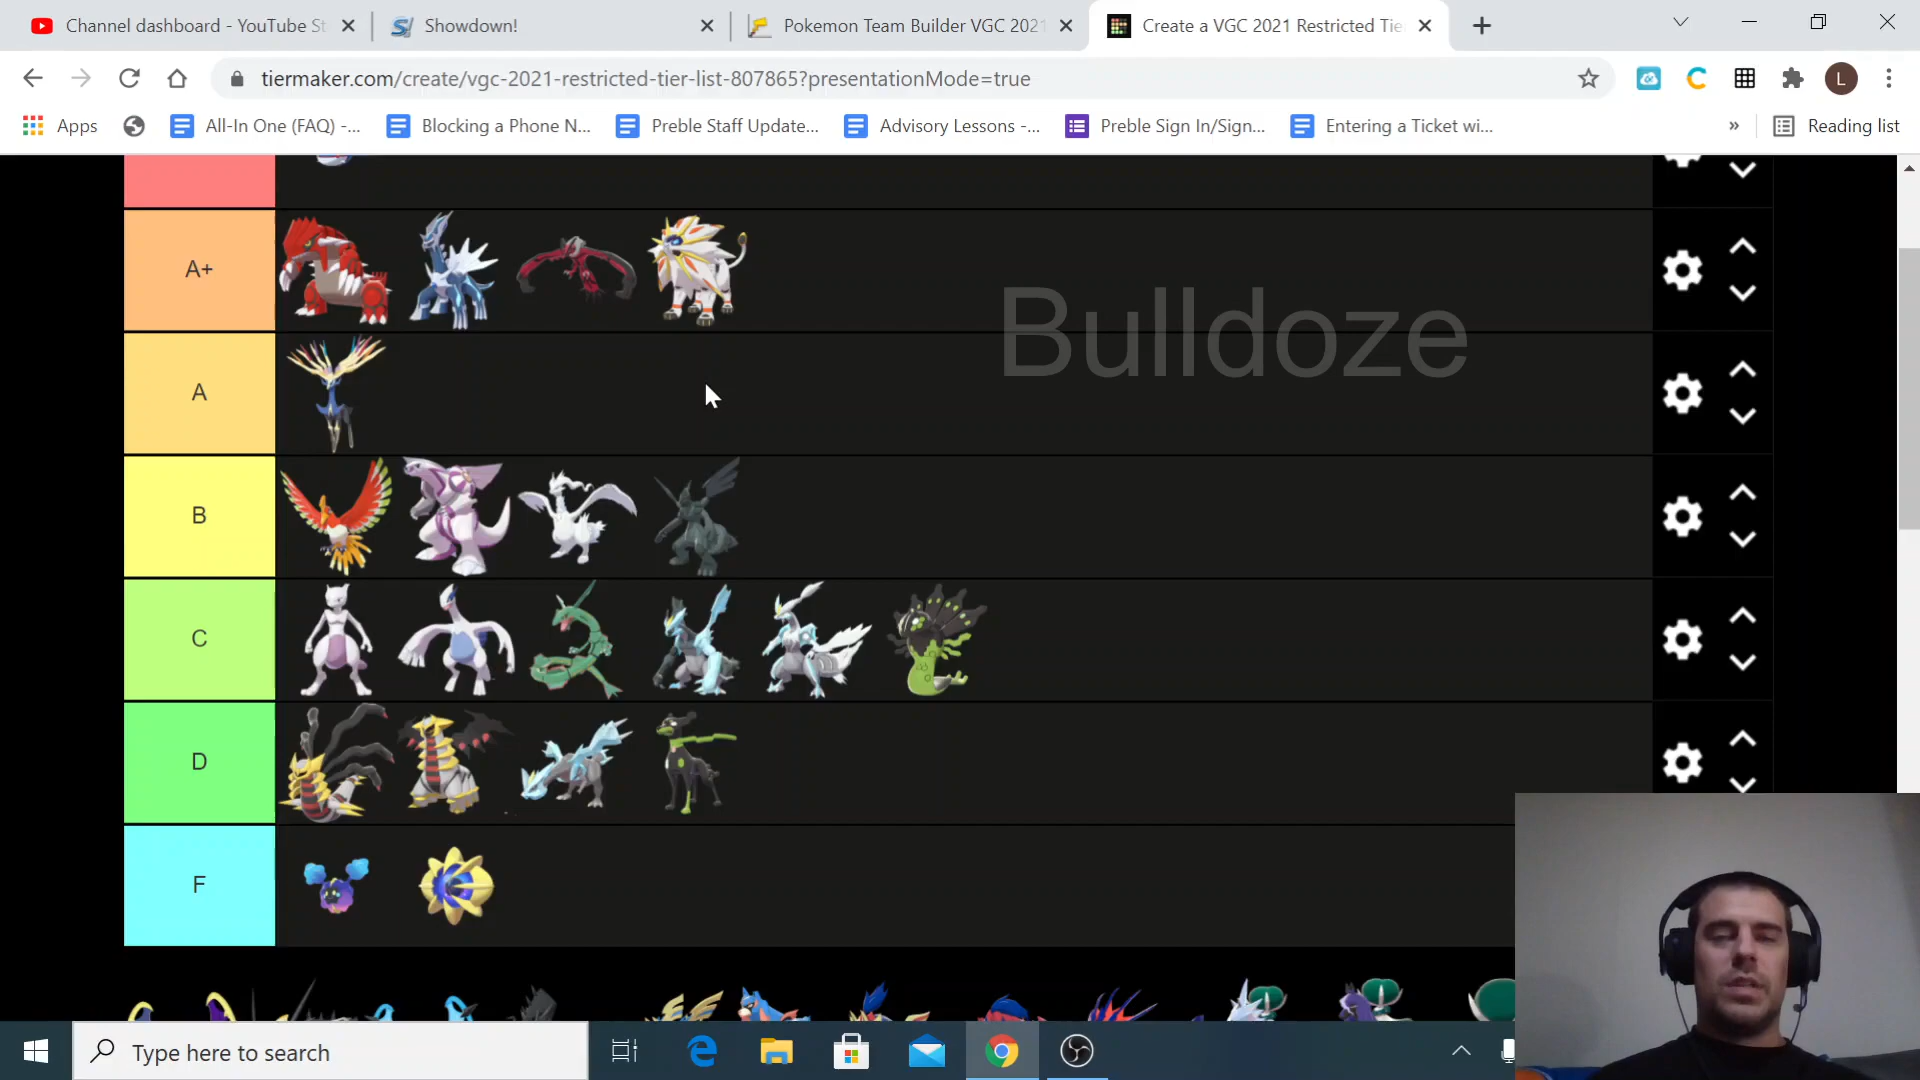 Channel dashboard - YouTube St
Showdown!
Pokemon Team Builder VGC 2021
Create a VGC 2021 Restricted Tie
tiermaker.com/create/vgc-2021-restricted-tier-list-807865?presentationMode=true
L
Apps
All-In One (FAQ) -...
Blocking a Phone N...
Preble Staff Update...
Advisory Lessons -...
Preble Sign In/Sign...
Entering a Ticket wi...
»
Reading list
A+
Bulldoze
A
B
C
D
F
Type here to search